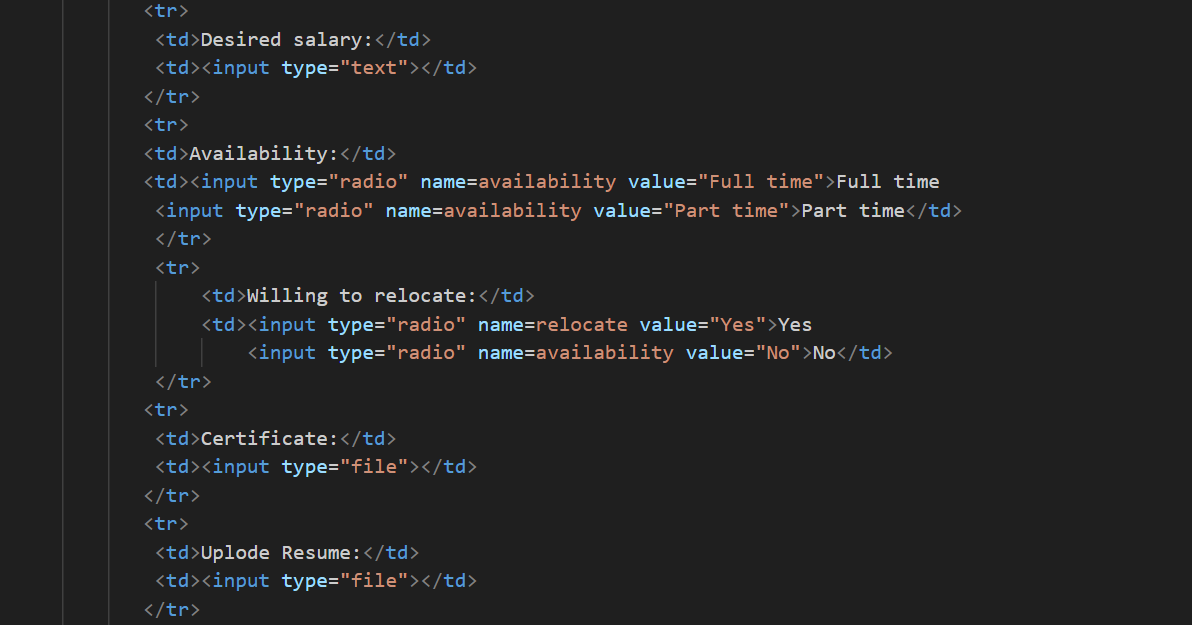 <tr>
<td>Desired salary:</td>
<td><input type="text"></td>
</tr>
<tr>
<td>Availability:</td>
<td><input type="radio" name=availability value="Full time">Full time
<input type="radio" name=availability value="Part time">Part time</td>
</tr>
<tr>
<td>Willing to relocate:</td>
<td><input type="radio" name=relocate value="Yes">Yes
<input type="radio" name=availability value="No">No</td>
</tr>
<tr>
<td>Certificate:</td>
<td><input type="file"></td>
</tr>
<tr>
<td>Uplode Resume:</td>
<td><input type="file"></td>
</tr>